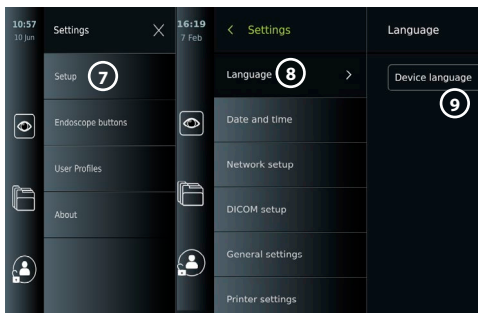 10:57
10 Jun
Settings
Setup 7
Endoscope buttons
User Profiles
About
16:19
7 Feb
Settings
Language 8
Date and time
Network setup
DICOM setup
General settings
Printer settings
Language
Device language
9